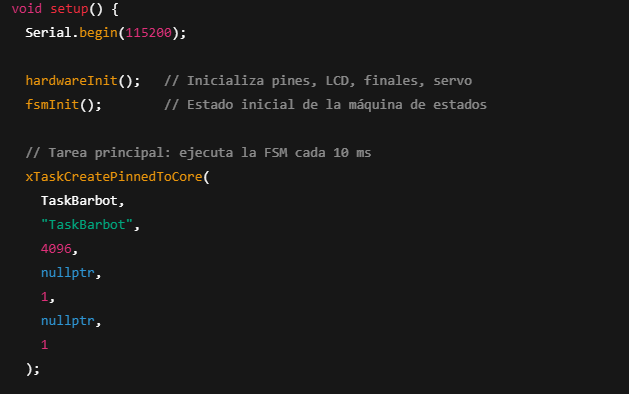 void setup() {
  Serial.begin(115200);

  hardwareInit();   // Inicializa pines, LCD, finales, servo
  fsmInit();        // Estado inicial de la máquina de estados

  // Tarea principal: ejecuta la FSM cada 10 ms
  xTaskCreatePinnedToCore(
    TaskBarbot,
    "TaskBarbot",
    4096,
    nullptr,
    1,
    nullptr,
    1
  );